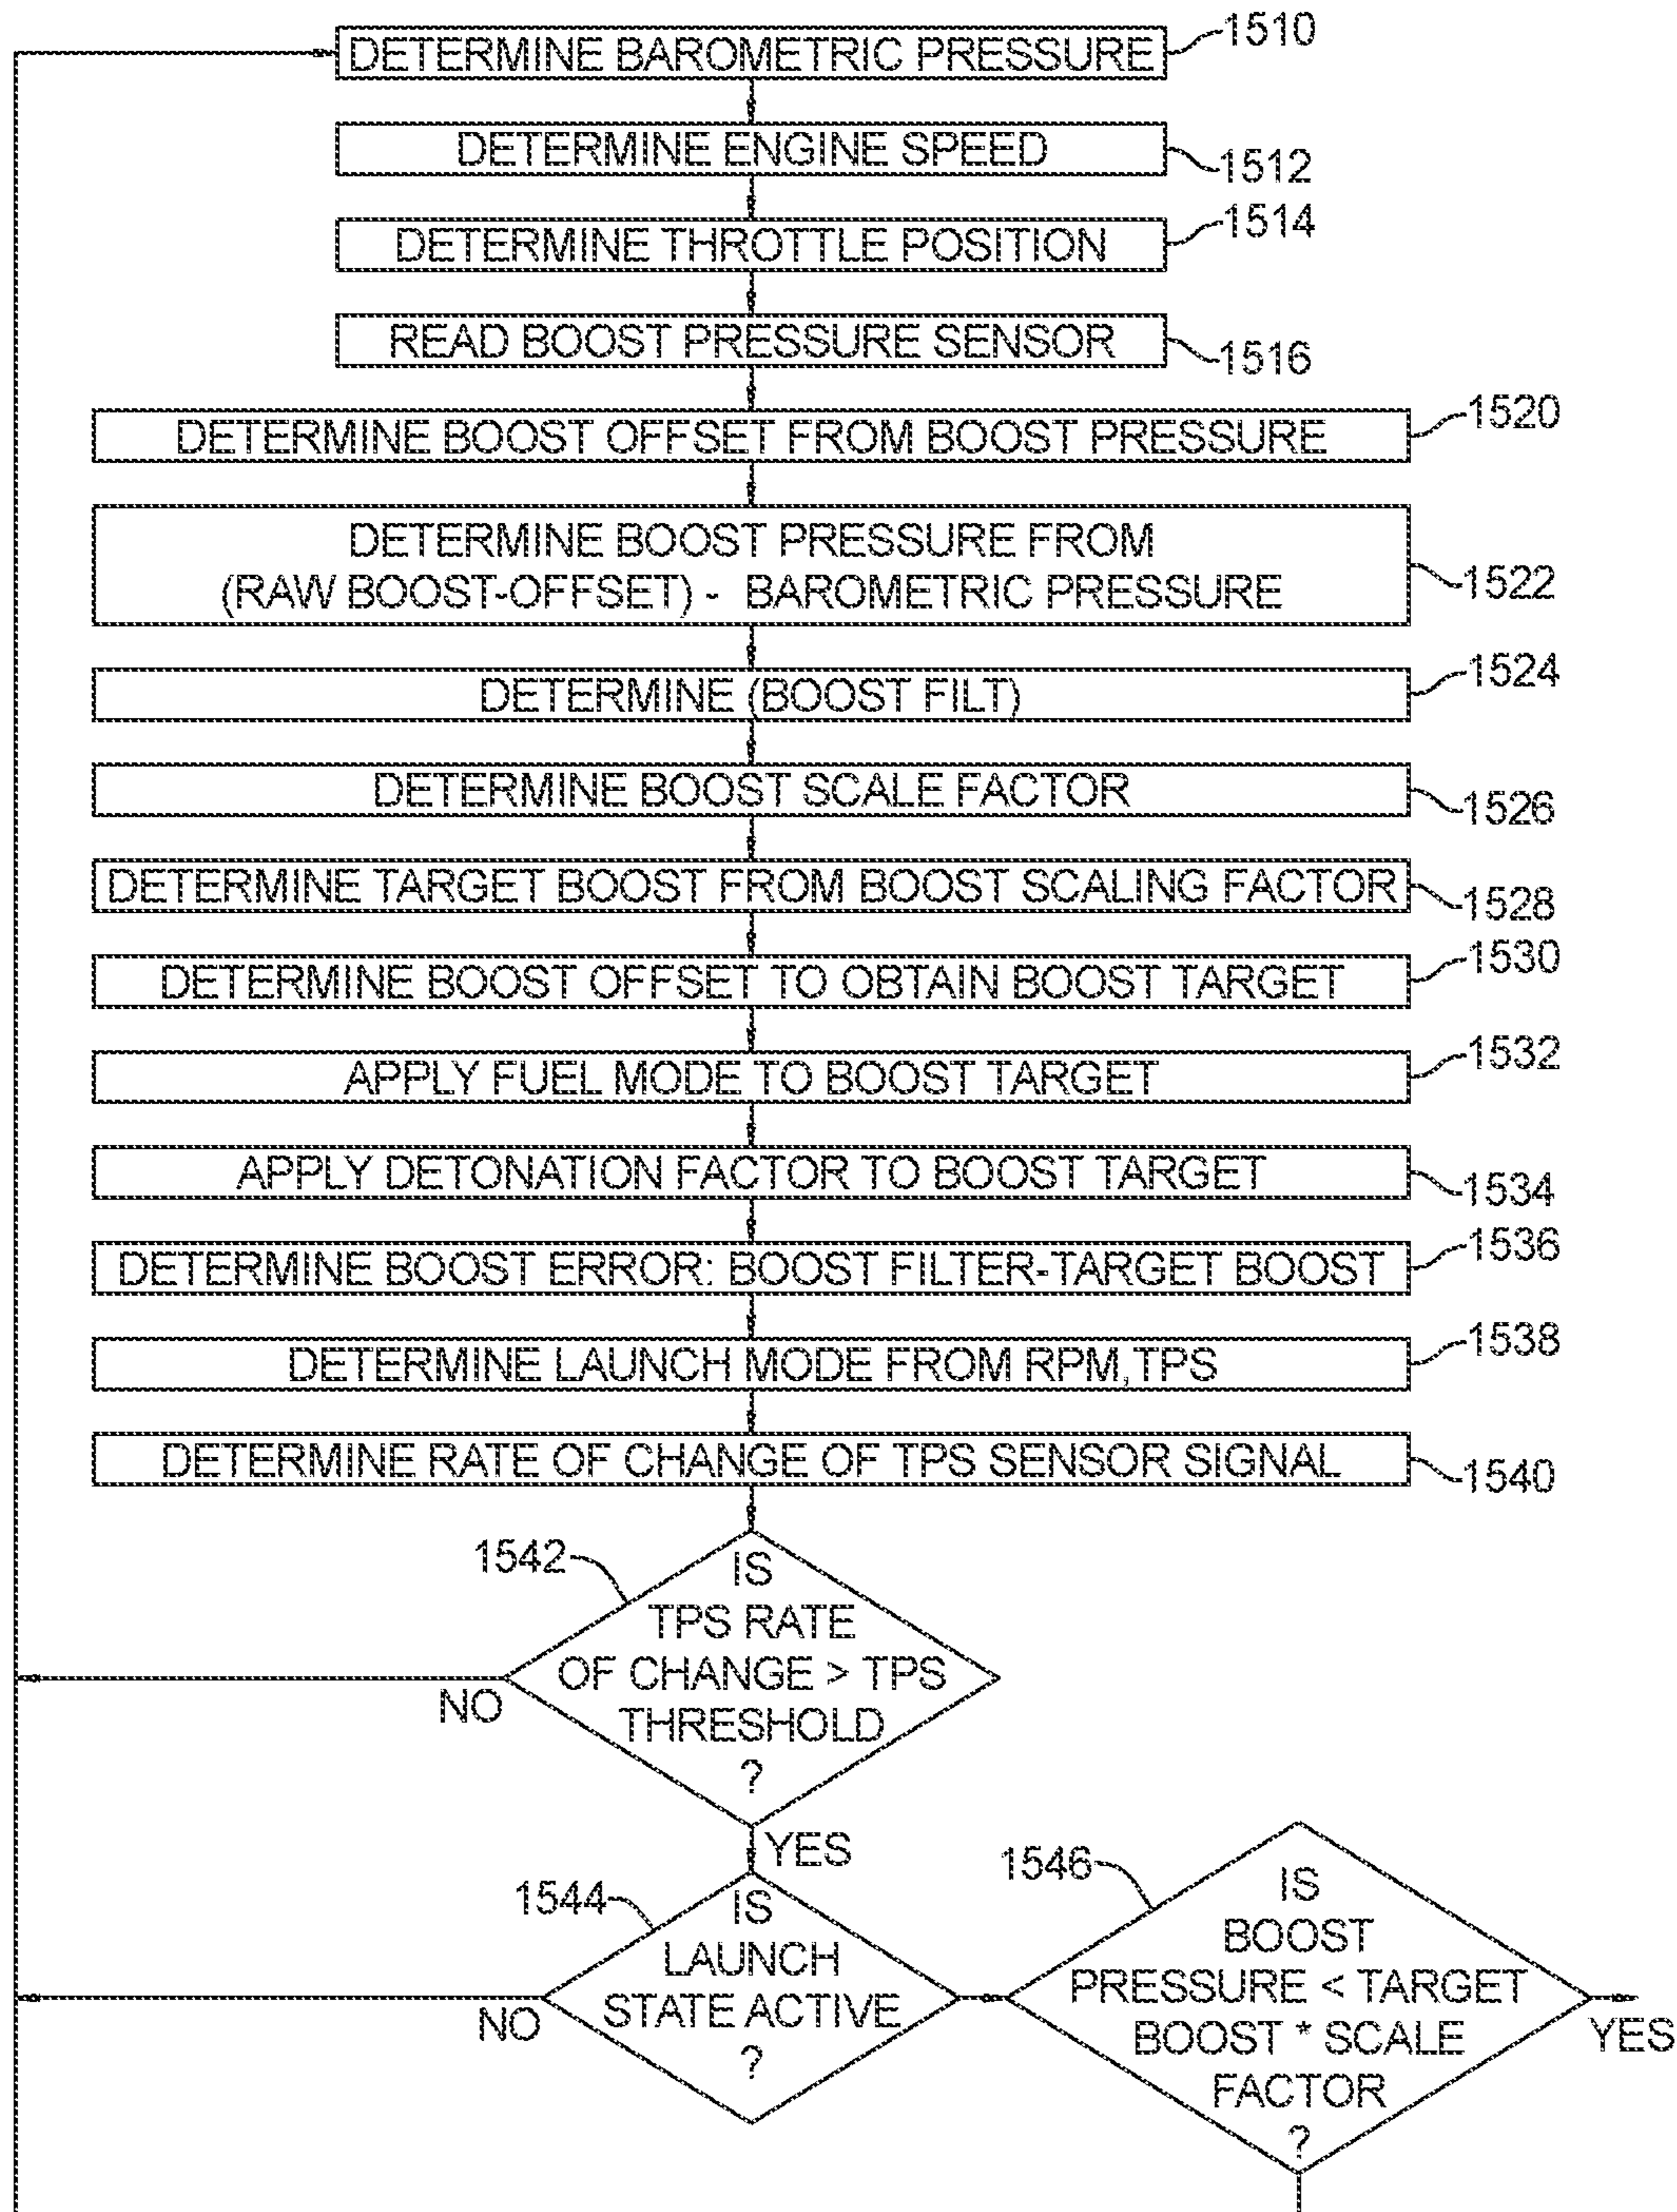 DETERMINE BAROMETRIC PRESSURE
1510
DETERMINE ENGINE SPEED
1512
DETERMINE THROTTLE POSITION
1514
READ BOOST PRESSURE SENSOR
1516
DETERMINE BOOST OFFSET FROM BOOST PRESSURE
1520
DETERMINE BOOST PRESSURE FROM
(RAW BOOST-OFFSET) - BAROMETRIC PRESSURE
1522
DETERMINE (BOOST FILT)
1524
DETERMINE BOOST SCALE FACTOR
1526
DETERMINE TARGET BOOST FROM BOOST SCALING FACTOR
1528
DETERMINE BOOST OFFSET TO OBTAIN BOOST TARGET
1530
APPLY FUEL MODE TO BOOST TARGET
1532
APPLY DETONATION FACTOR TO BOOST TARGET
1534
DETERMINE BOOST ERROR: BOOST FILTER-TARGET BOOST
1536
DETERMINE LAUNCH MODE FROM RPM,TPS
1538
DETERMINE RATE OF CHANGE OF TPS SENSOR SIGNAL
1540
1542
IS
TPS RATE
OF CHANGE > TPS
THRESHOLD
?
NO
YES
1544
IS
LAUNCH
STATE ACTIVE
?
NO
1546
IS
BOOST
PRESSURE < TARGET
BOOST * SCALE
FACTOR
?
YES